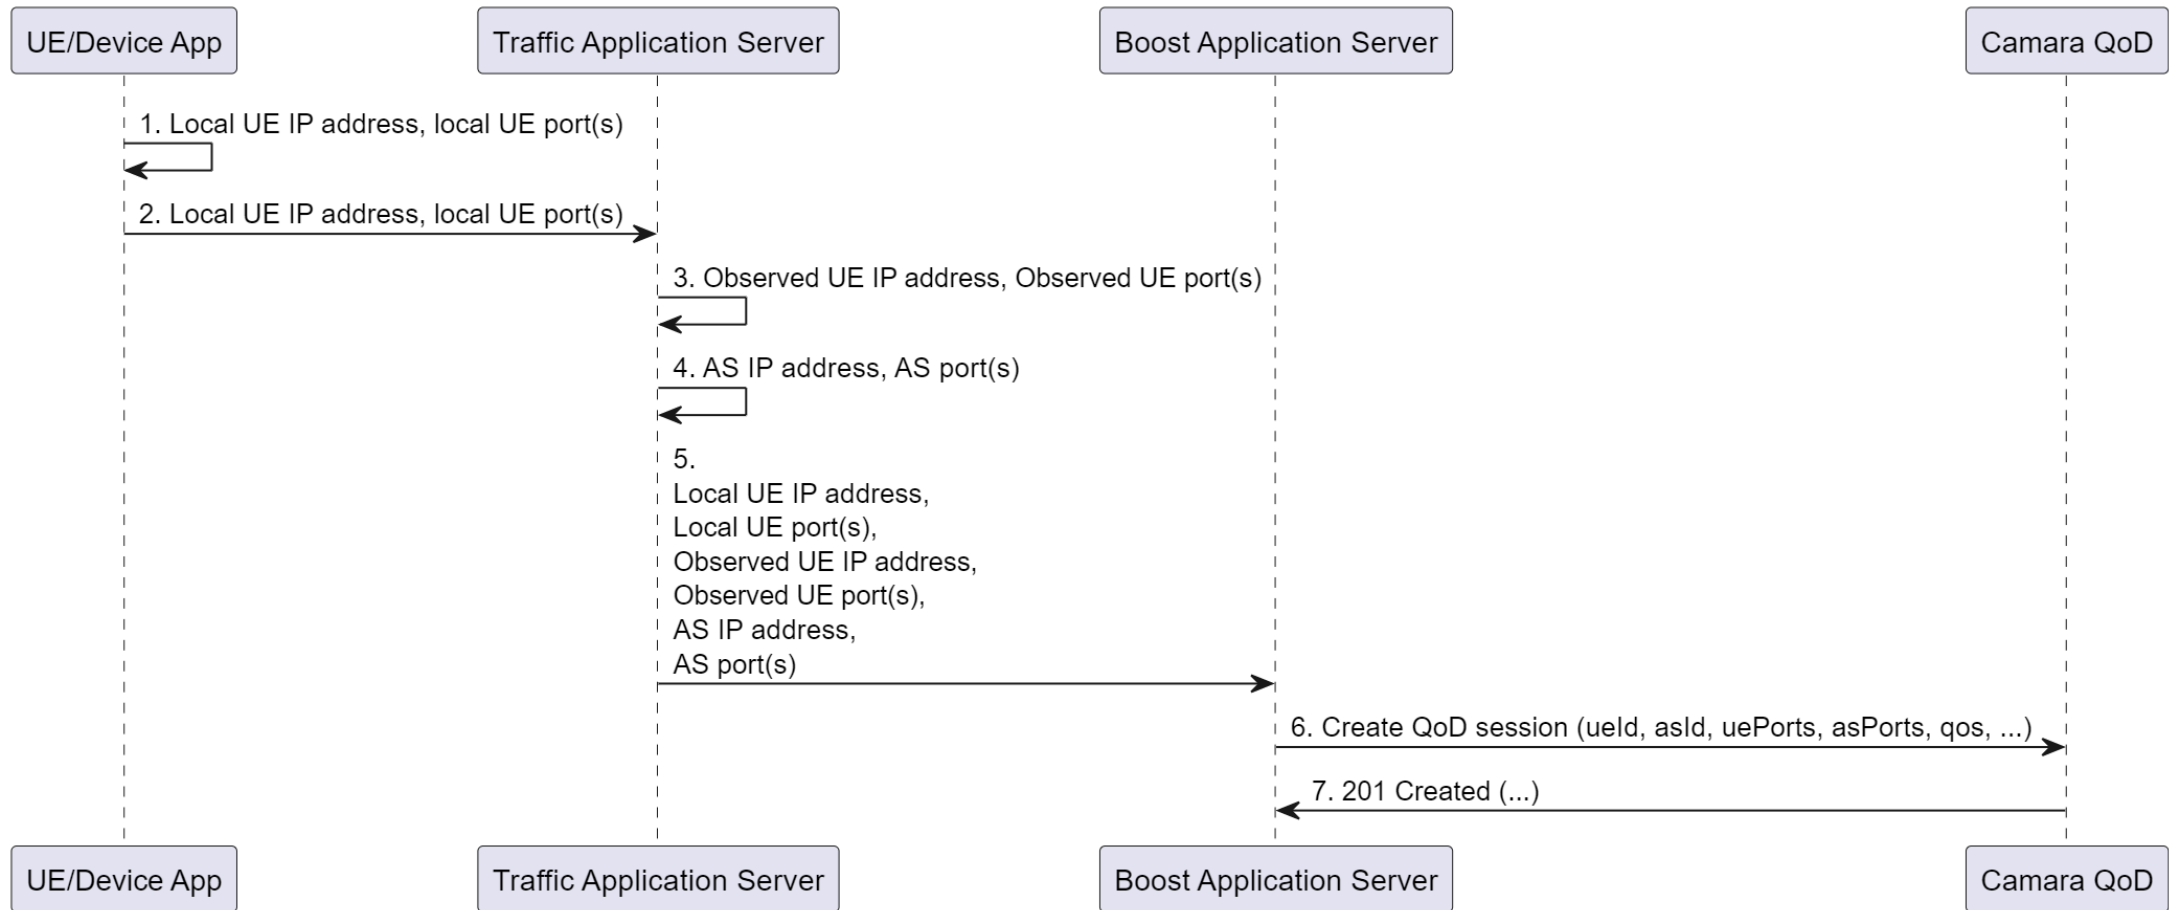 UE/Device App
Traffic Application Server
Boost Application Server
Camara QoD
1. Local UE IP address, local UE port(s)
2. Local UE IP address, local UE port(s)
3. Observed UE IP address, Observed UE port(s)
4. AS IP address, AS port(s)
5.
Local UE IP address,
Local UE port(s),
Observed UE IP address,
Observed UE port(s),
AS IP address,
AS port(s)
6. Create QoD session (ueId, asId, uePorts, asPorts, qos, ...)
7. 201 Created (...)
UE/Device App
Traffic Application Server
Boost Application Server
Camara QoD